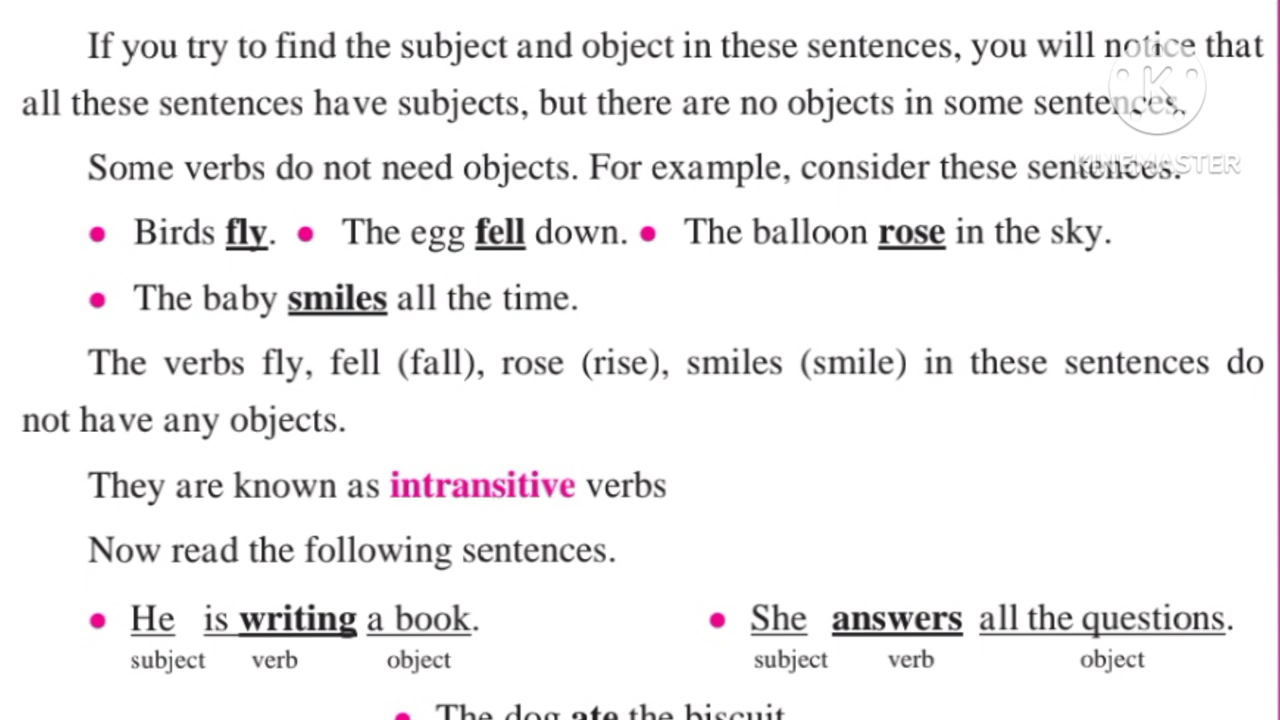 If you try to find the subject and object in these sentences, you will notice that
all these sentences have subjects, but there are no objects in some sentences.
Some verbs do not need objects. For example, consider these sentences.
KINEMASTER
• Birds fly. • The egg fell down. • The balloon rose in the sky.
• The baby smiles all the time.
The verbs fly, fell (fall), rose (rise), smiles (smile) in these sentences do
not have any objects.
They are known as intransitive verbs
Now read the following sentences.
• He is writing a book. • She answers all the questions.
subject verb object subject verb object
• The dog ate the biscuit